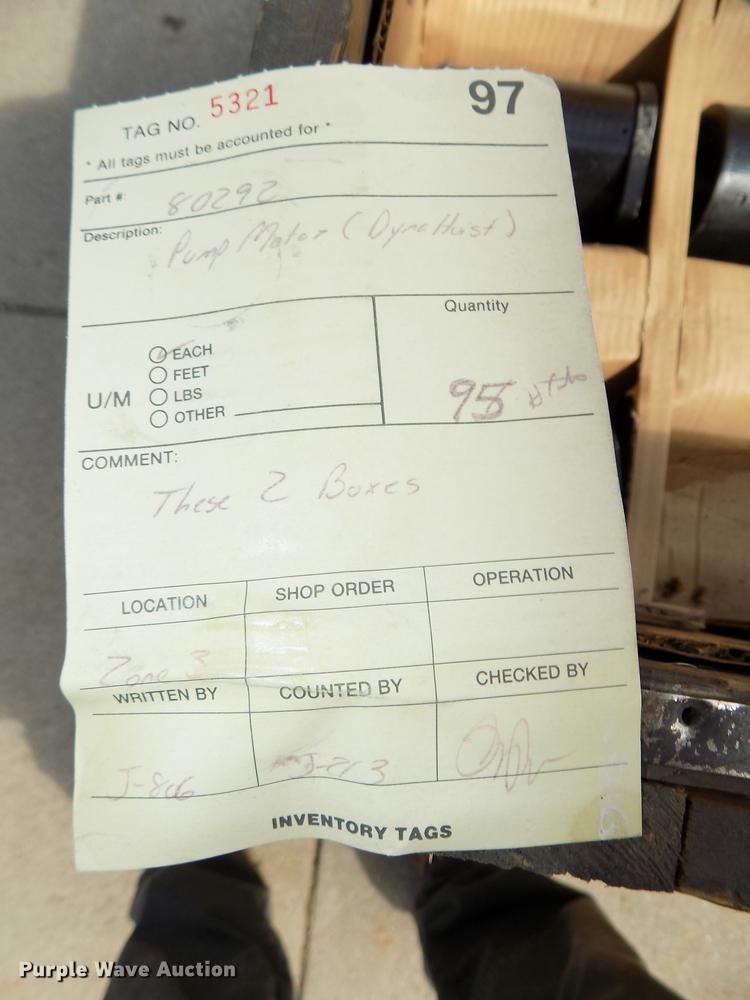 TAG NO. 5321 97
* All tags must be accounted for *
Part #: 80292
Description:
Pump Motor (DynaHoist)
Quantity
EACH
FEET
U/M LBS
OTHER
95
COMMENT:
These 2 Boxes
LOCATION SHOP ORDER OPERATION
Zone 3
WRITTEN BY COUNTED BY CHECKED BY
J-806 J-213
INVENTORY TAGS
Purple Wave Auction